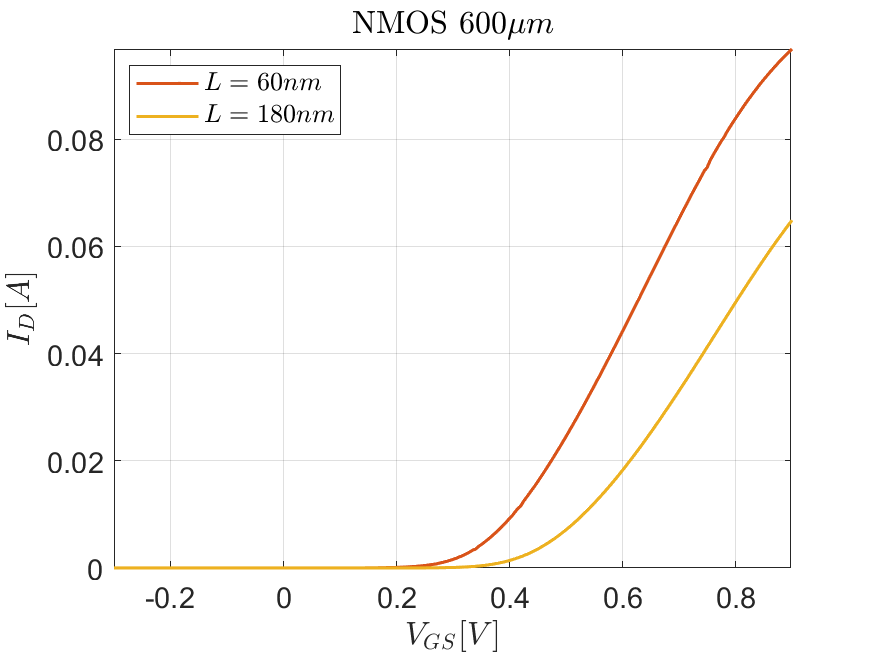 NMOS 600μm
L = 60nm
L = 180nm
0.08
0.06
0.04
0.02
0
I_D[A]
-0.2 0 0.2 0.4 0.6 0.8
V_GS[V]